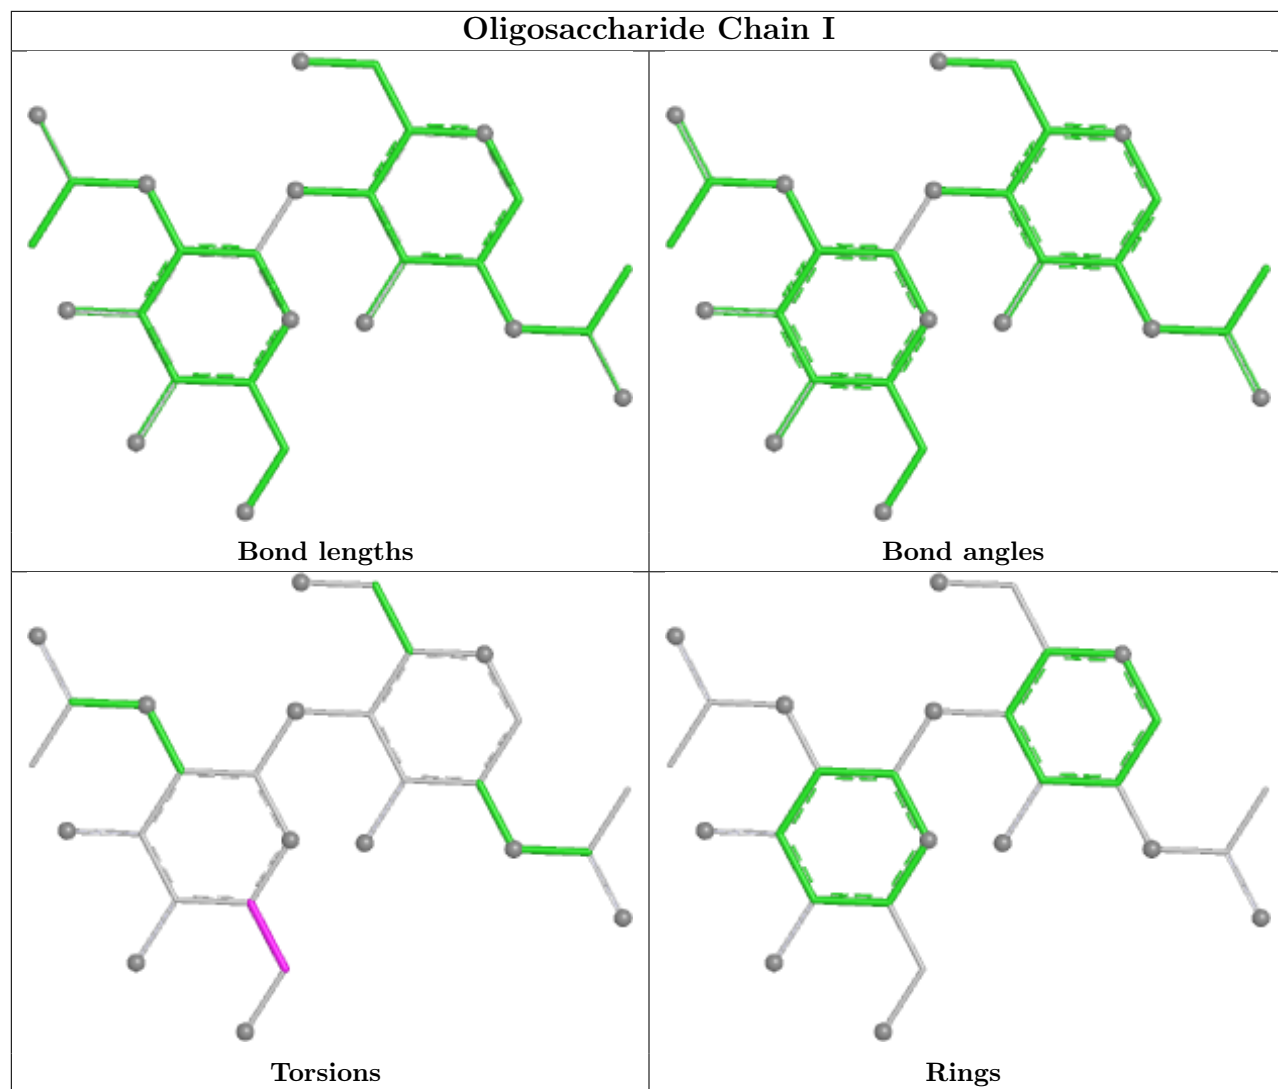 Oligosaccharide Chain I
Bond lengths
Bond angles
Torsions
Rings